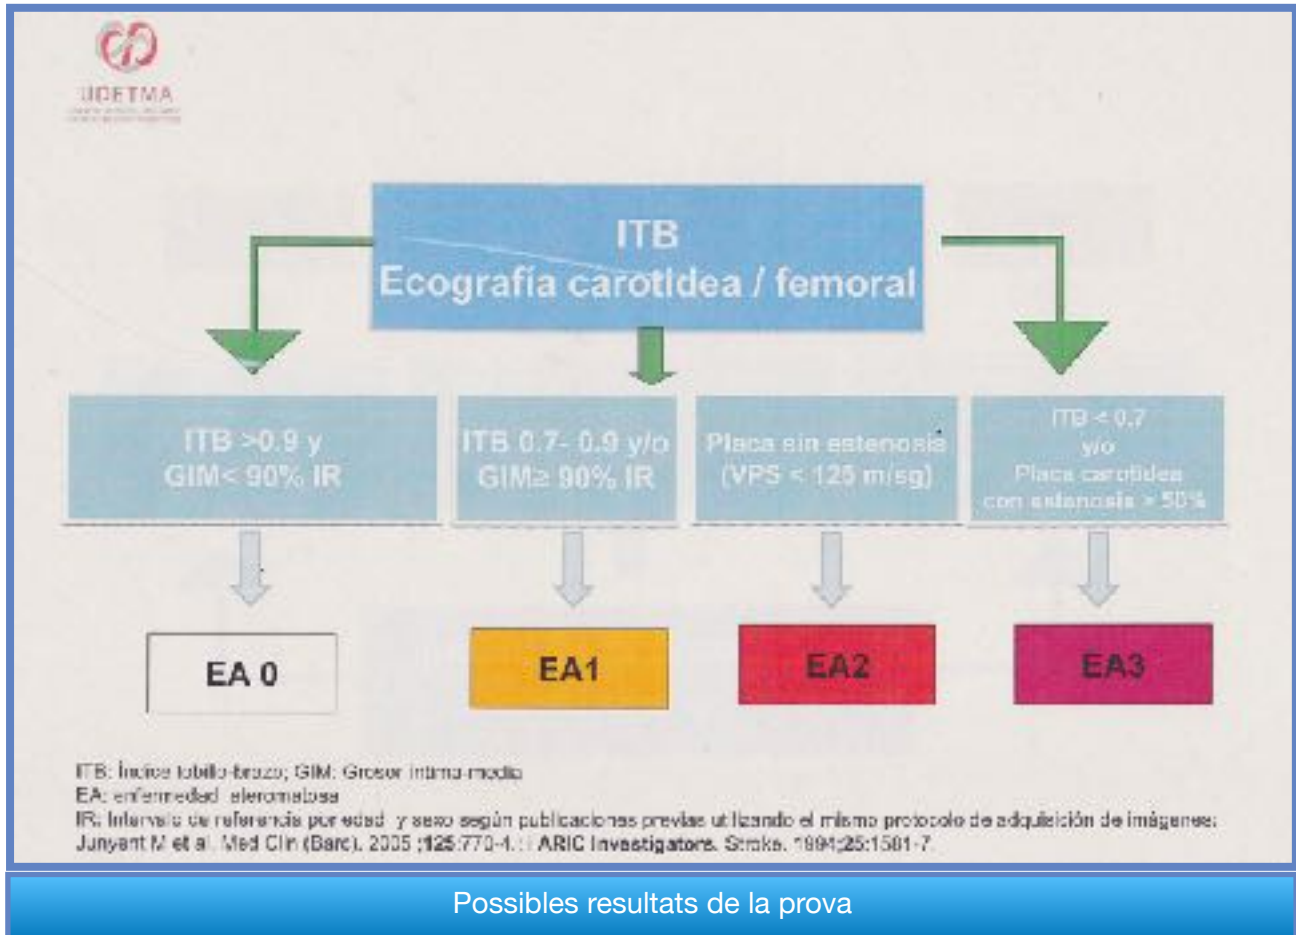 UDETMA
ITB
Ecografía carotidea / femoral
ITB >0.9 y
GIM< 90% IR
ITB 0.7- 0.9 y/o
GIM≥ 90% IR
Placa sin estenosis
(VPS < 125 m/sg)
ITB < 0.7
y/o
Placa carotidea
con estenosis > 50%
EA 0
EA1
EA2
EA3
ITB: Índice tobillo-brazo; GIM: Grosor íntima-media
EA: enfermedad ateromatosa
IR: Intervalo de referencia por edad y sexo según publicaciones previas utilizando el mismo protocolo de adquisición de imágenes:
Junyent M et al. Med Clin (Barc). 2005 ;125:770-4. ; ARIC Investigators. Stroke. 1994;25:1581-7.
Possibles resultats de la prova